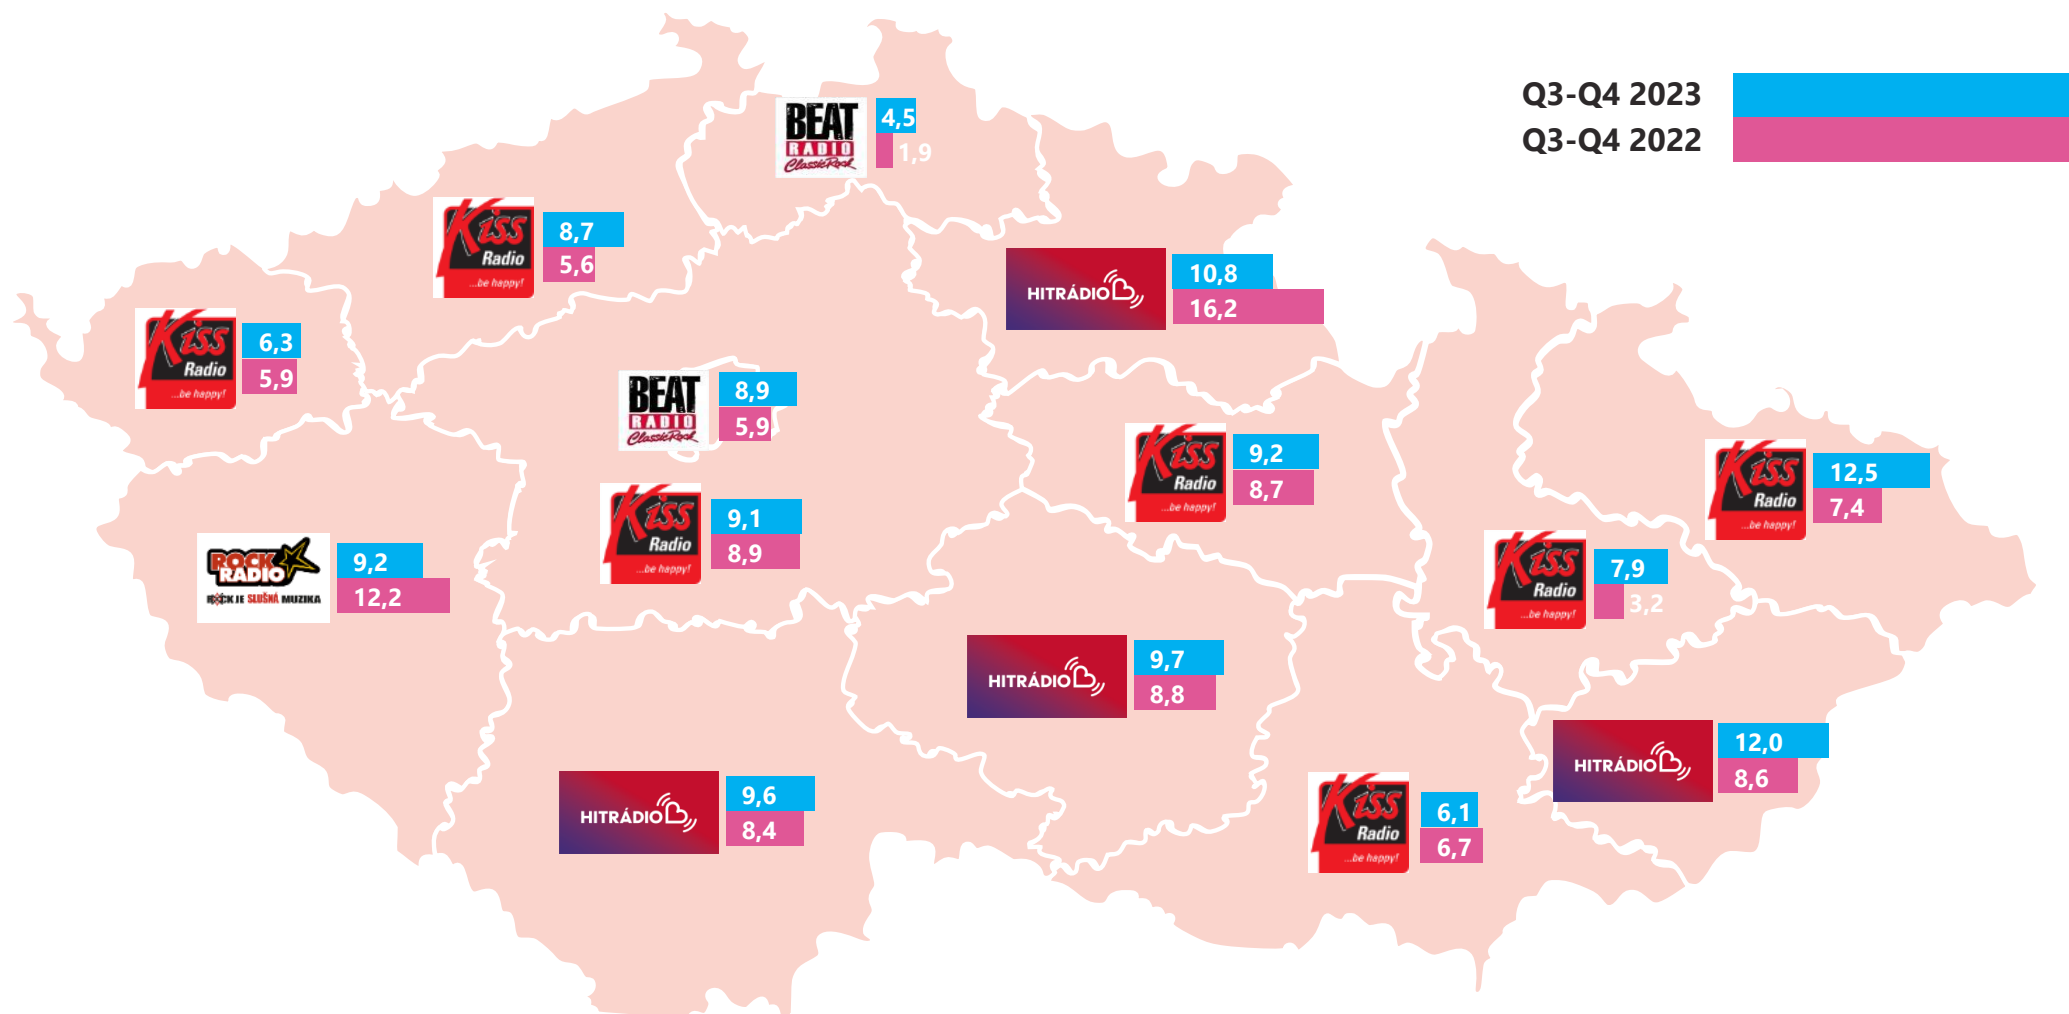 Q3-Q4 2023
Q3-Q4 2022
BEAT
RADIO
ClassicRock
4,5
1,9
Kiss
Radio
...be happy!
8,7
5,6
HITRÁDIO
10,8
16,2
Kiss
Radio
...be happy!
6,3
5,9
BEAT
RADIO
ClassicRock
8,9
5,9
Kiss
Radio
...be happy!
9,2
8,7
Kiss
Radio
...be happy!
12,5
7,4
Kiss
Radio
...be happy!
9,1
8,9
ROCK
RADIO
ROCK JE SLUŠNÁ MUZIKA
9,2
12,2
Kiss
Radio
...be happy!
7,9
3,2
HITRÁDIO
9,7
8,8
HITRÁDIO
12,0
8,6
HITRÁDIO
9,6
8,4
Kiss
Radio
...be happy!
6,1
6,7